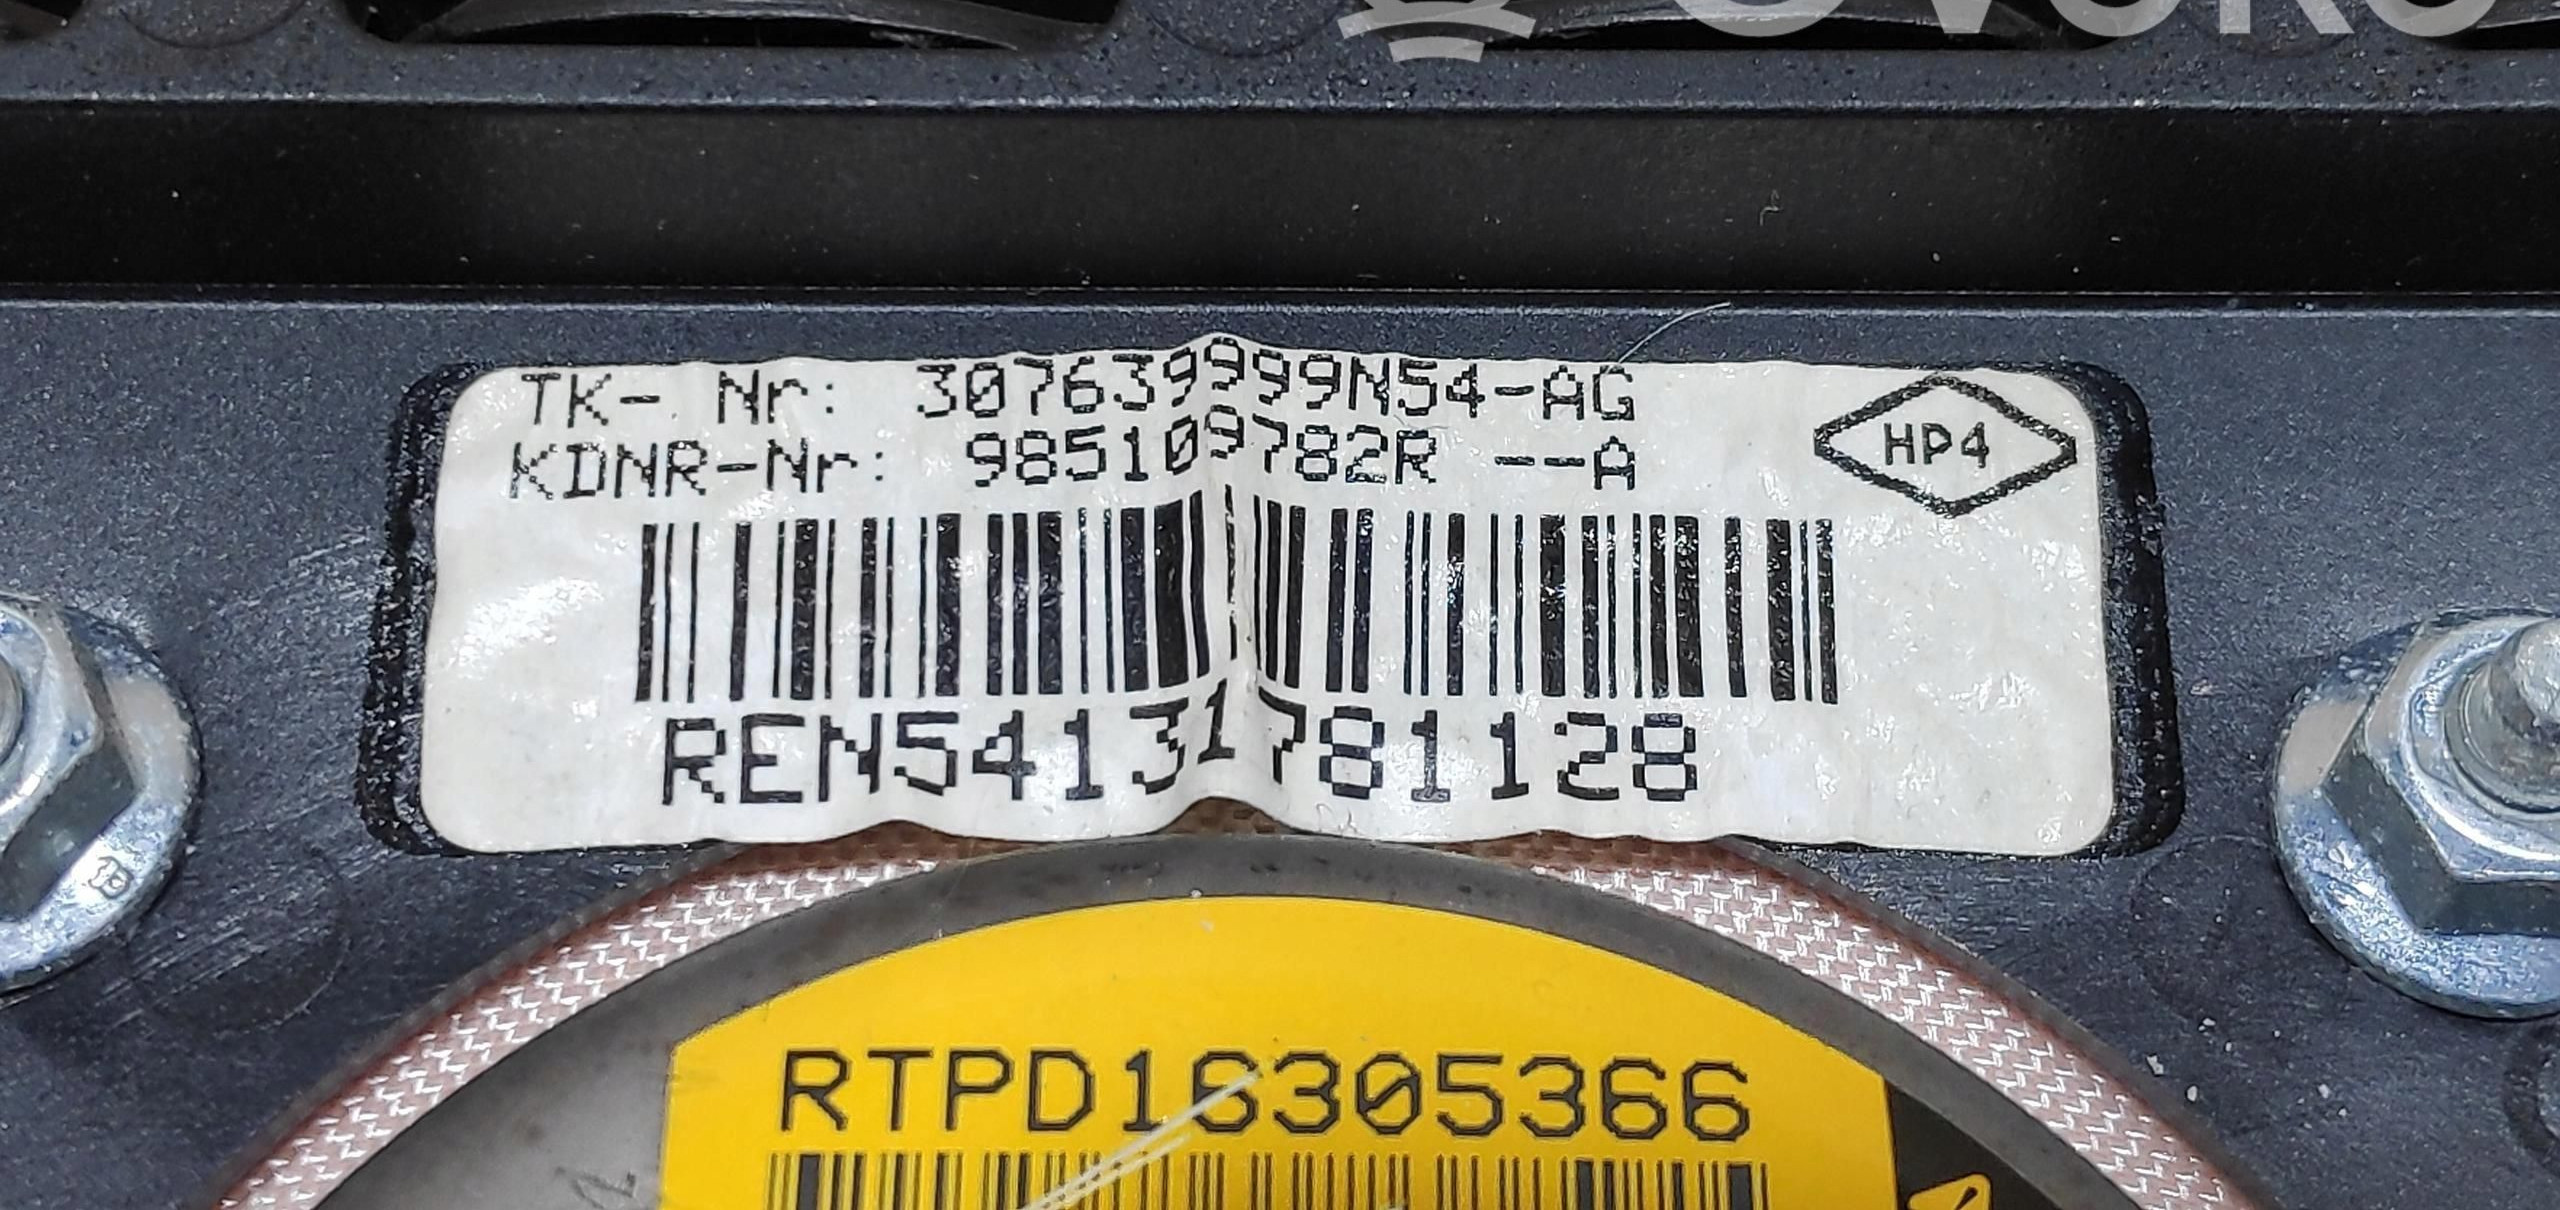 TK- Nr: 307639999N54-AG
KDNR-Nr: 985109782R --A
HP4
REN54131781128
RTPD16305366